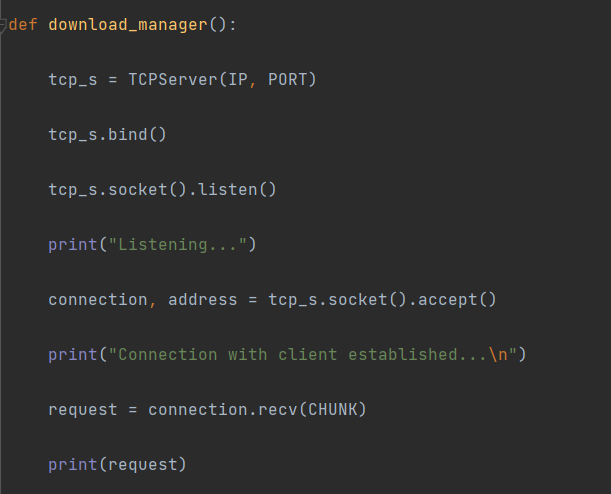 def download_manager():
tcp_s = TCPServer(IP, PORT)
tcp_s.bind()
tcp_s.socket().listen()
print("Listening...")
connection, address = tcp_s.socket().accept()
print("Connection with client established...\n")
request = connection.recv(CHUNK)
print(request)